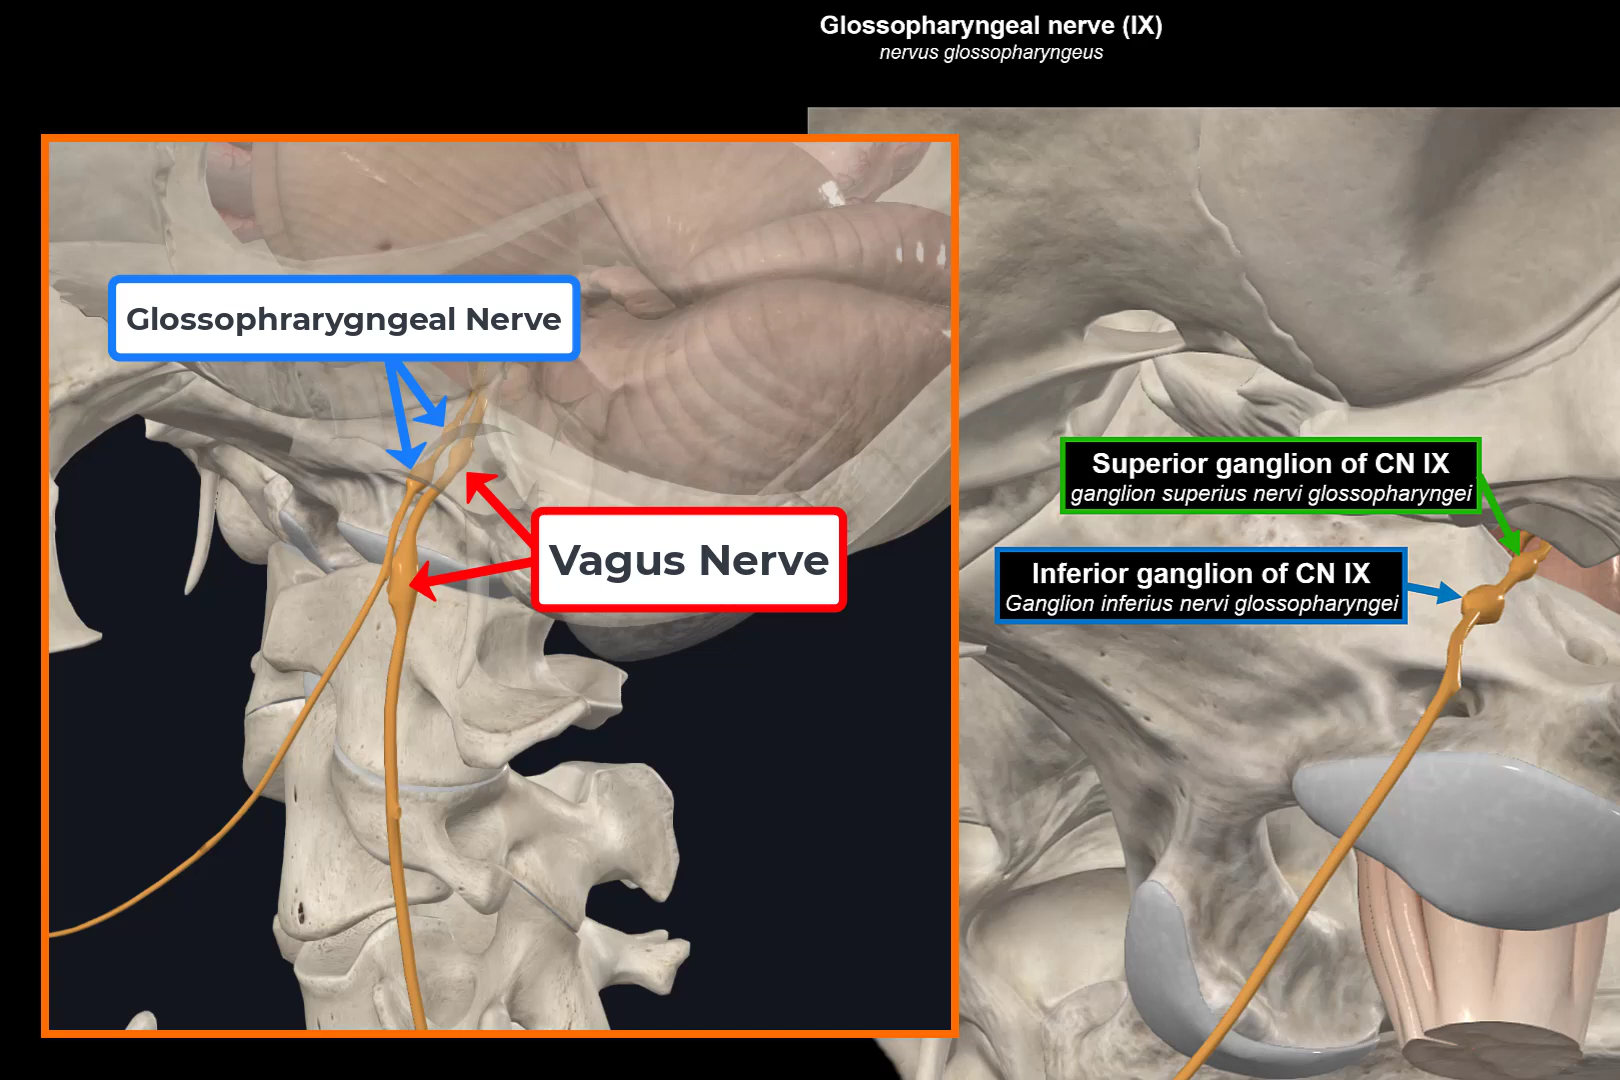 Glossopharyngeal nerve (IX)
nervus glossopharyngeus
Glossophrarygngeal Nerve
Vagus Nerve
Superior ganglion of CN IX
ganglion superius nervi glossopharyngei
Inferior ganglion of CN IX
Ganglion inferius nervi glossopharyngei